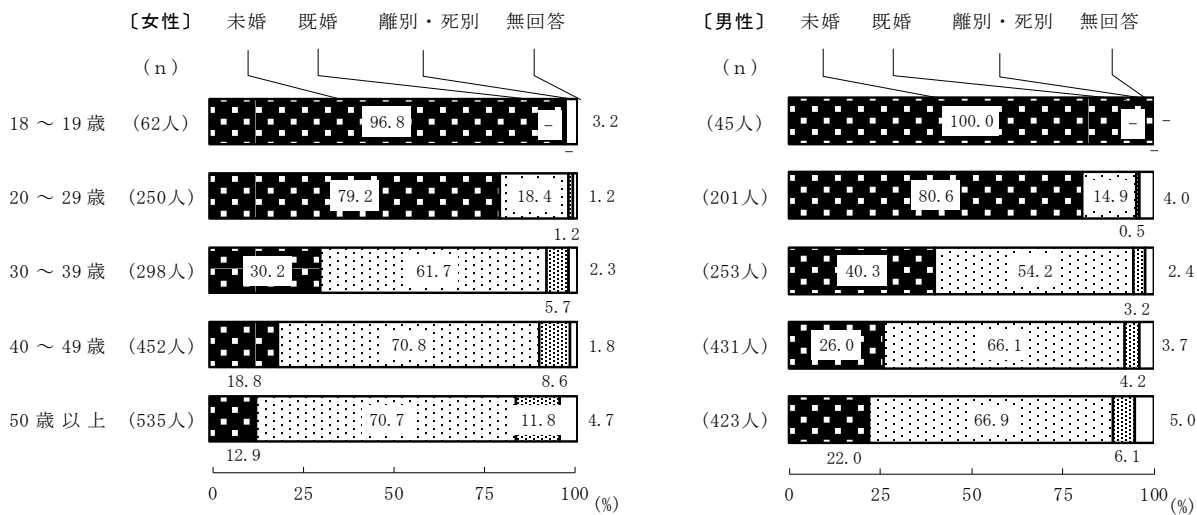 〔女性〕 未婚 既婚 離別・死別 無回答
(n)
18 ～ 19 歳 (62人) 96.8 － 3.2
－
20 ～ 29 歳 (250人) 79.2 18.4 1.2
1.2
30 ～ 39 歳 (298人) 30.2 61.7 2.3
5.7
40 ～ 49 歳 (452人) 70.8 1.8
18.8 8.6
50 歳 以 上 (535人) 70.7 11.8 4.7
12.9
0 25 50 75 100 (%)
〔男性〕 未婚 既婚 離別・死別 無回答
(n)
(45人) 100.0 － －
－
(201人) 80.6 14.9 4.0
0.5
(253人) 40.3 54.2 2.4
3.2
(431人) 26.0 66.1 3.7
4.2
(423人) 66.9 5.0
22.0 6.1
0 25 50 75 100 (%)